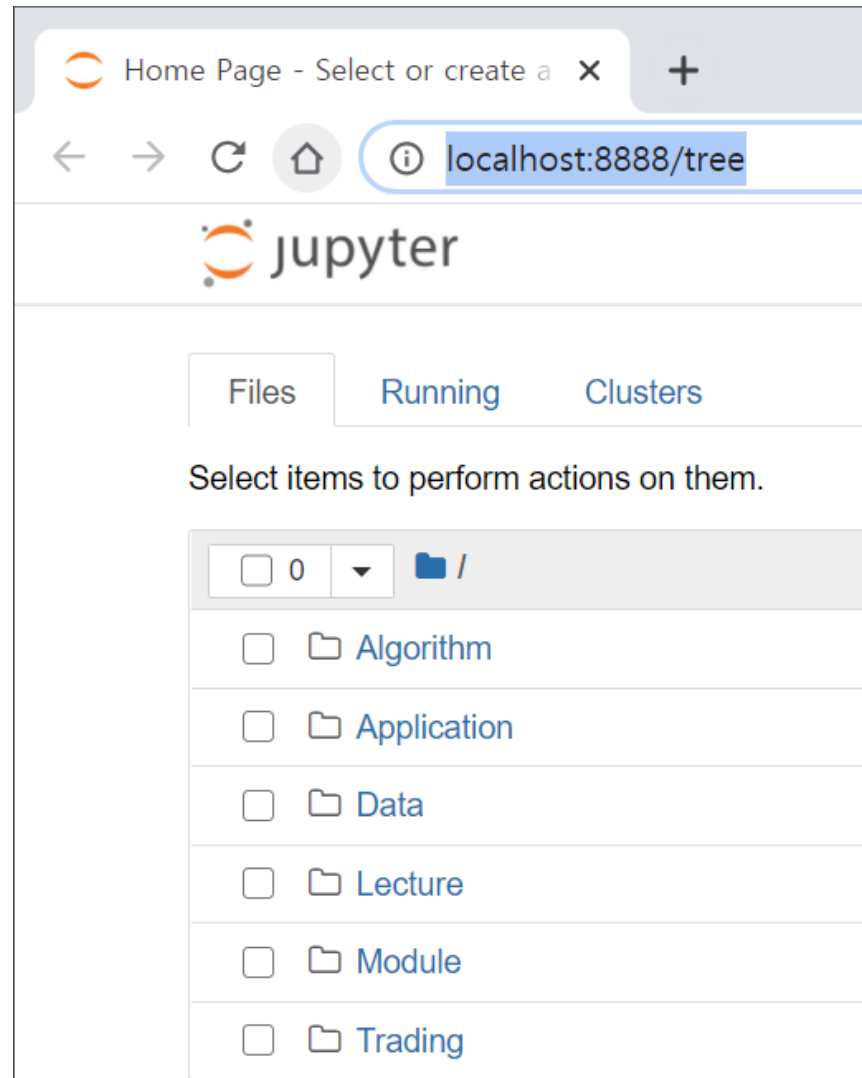 Home Page - Select or create a
localhost:8888/tree
jupyter
Files Running Clusters
Select items to perform actions on them.
0 /
Algorithm
Application
Data
Lecture
Module
Trading